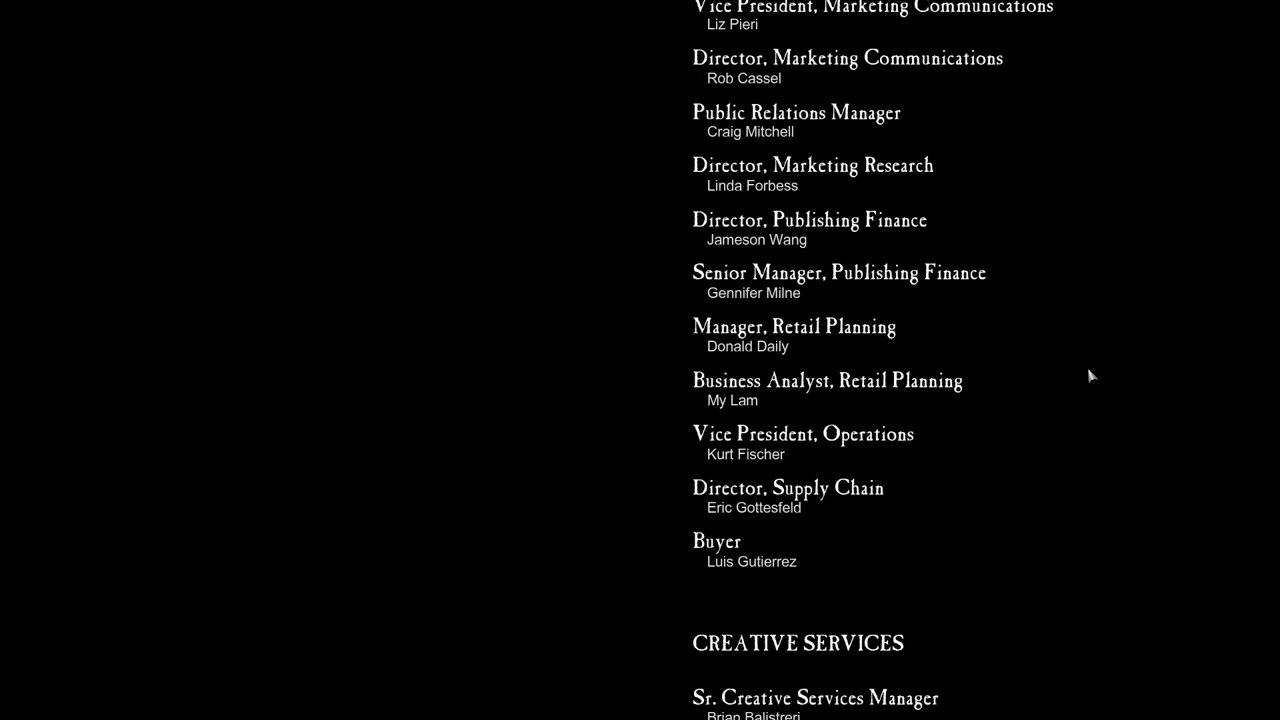 Vice President, Marketing Communications
Liz Pieri
Director, Marketing Communications
Rob Cassel
Public Relations Manager
Craig Mitchell
Director, Marketing Research
Linda Forbess
Director, Publishing Finance
Jameson Wang
Senior Manager, Publishing Finance
Gennifer Milne
Manager, Retail Planning
Donald Daily
Business Analyst, Retail Planning
My Lam
Vice President, Operations
Kurt Fischer
Director, Supply Chain
Eric Gottesfeld
Buyer
Luis Gutierrez
CREATIVE SERVICES
Sr. Creative Services Manager
Brian Balistreri